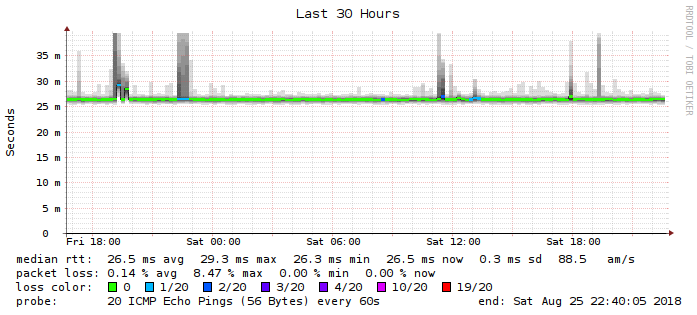 Last 30 Hours
RRDTOOL / TOBI OETIKER
Seconds
35 m
30 m
25 m
20 m
15 m
10 m
5 m
0
Fri 18:00 Sat 00:00 Sat 06:00 Sat 12:00 Sat 18:00
median rtt: 26.5 ms avg 29.3 ms max 26.3 ms min 26.5 ms now 0.3 ms sd 88.5 am/s
packet loss: 0.14 % avg 8.47 % max 0.00 % min 0.00 % now
loss color: 0 1/20 2/20 3/20 4/20 10/20 19/20
probe: 20 ICMP Echo Pings (56 Bytes) every 60s end: Sat Aug 25 22:40:05 2018